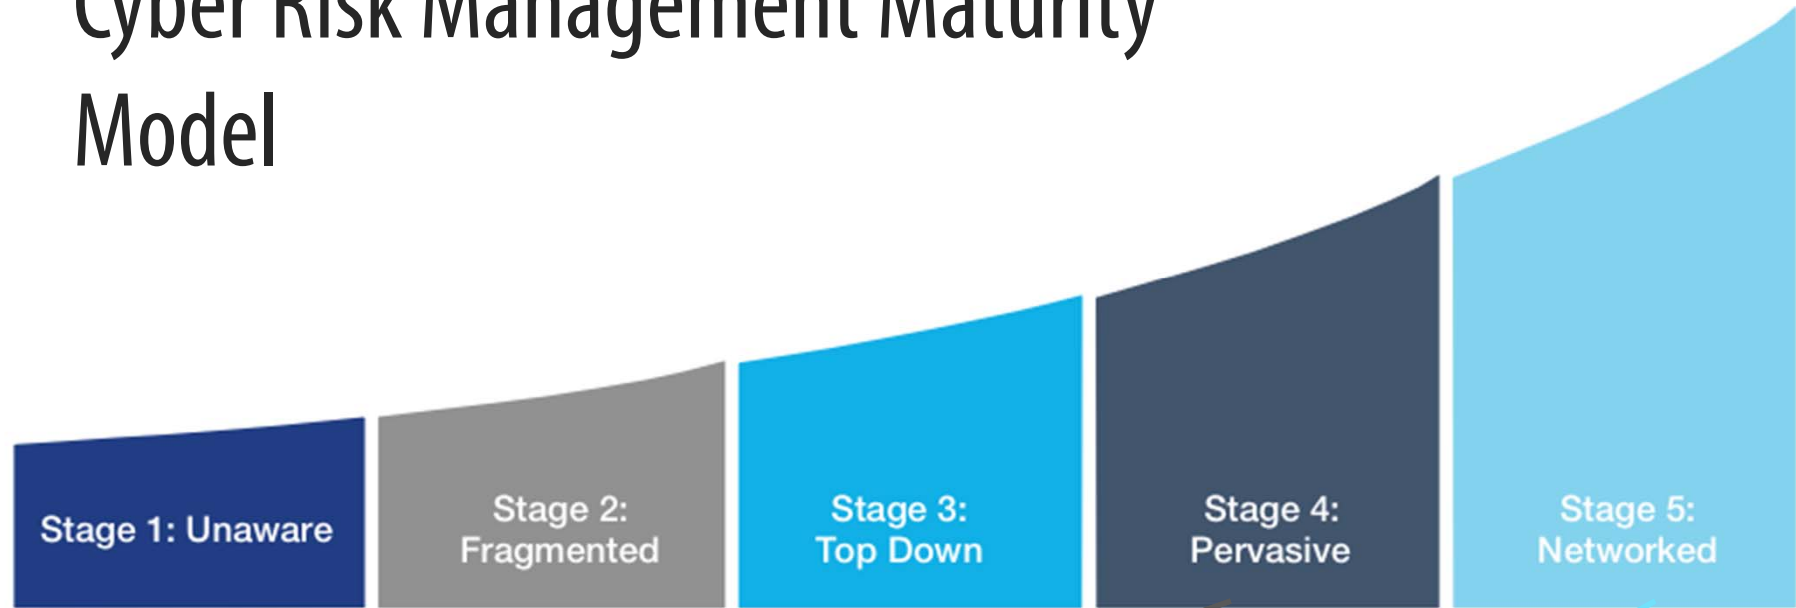 Cyber Risk Management Maturity
Model
Stage 1: Unaware
Stage 2:
Fragmented
Stage 3:
Top Down
Stage 4:
Pervasive
Stage 5:
Networked